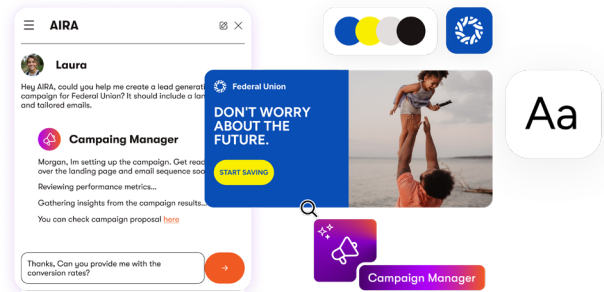 AIRA
Laura
Hey AIRA, could you help me create a lead generati
campaign for Federal Union? It should include a lan
and tailored emails.
Campaing Manager
Morgan, Im setting up the campaign. Get read
over the landing page and email sequence soo
Reviewing performance metrics...
Gathering insights from the campaign results...
You can check campaign proposal here
Thanks, Can you provide me with the
conversion rates?
Federal Union
DON'T WORRY
ABOUT THE
FUTURE.
START SAVING
Aa
Campaign Manager